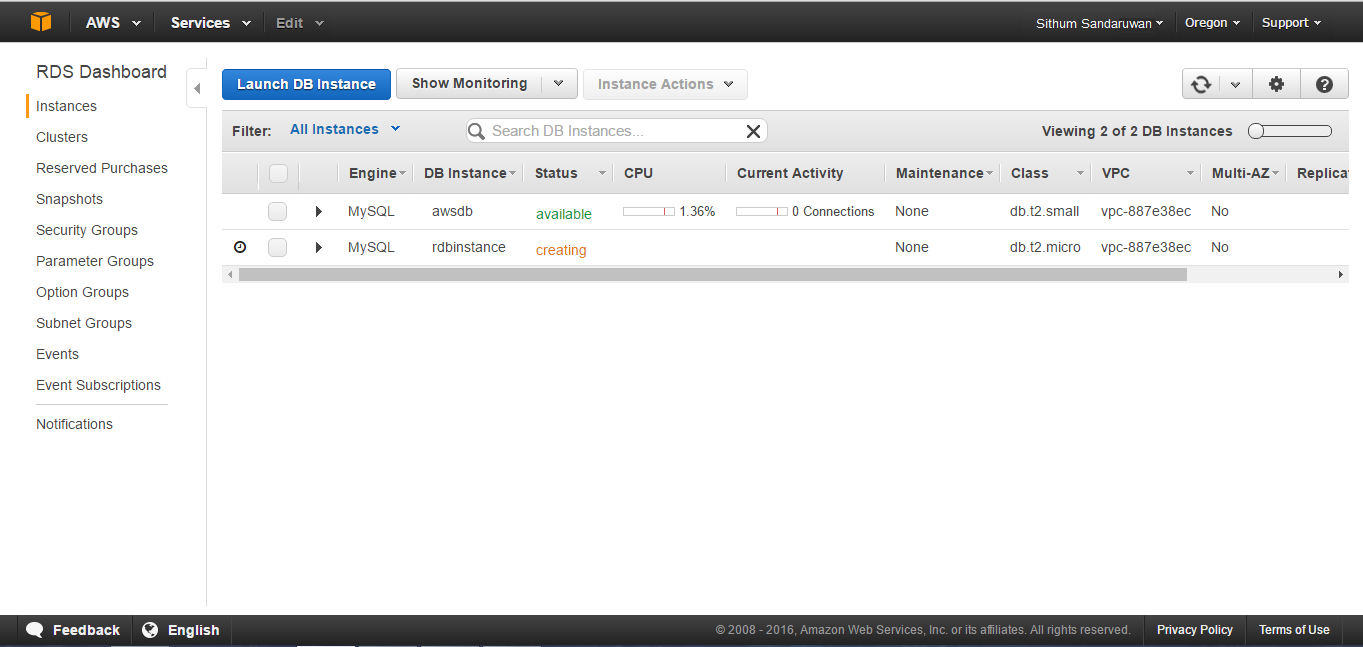 AWS Services Edit Sithum Sandaruwan Oregon Support
RDS Dashboard
Instances
Clusters
Reserved Purchases
Snapshots
Security Groups
Parameter Groups
Option Groups
Subnet Groups
Events
Event Subscriptions
Notifications
Launch DB Instance Show Monitoring Instance Actions
Filter: All Instances Search DB Instances... Viewing 2 of 2 DB Instances
Engine DB Instance Status CPU Current Activity Maintenance Class VPC Multi-AZ Replica
MySQL awsdb available 1.36% 0 Connections None db.t2.small vpc-887e38ec No
MySQL rdbinstance creating None db.t2.micro vpc-887e38ec No
Feedback English © 2008 - 2016, Amazon Web Services, Inc. or its affiliates. All rights reserved. Privacy Policy Terms of Use